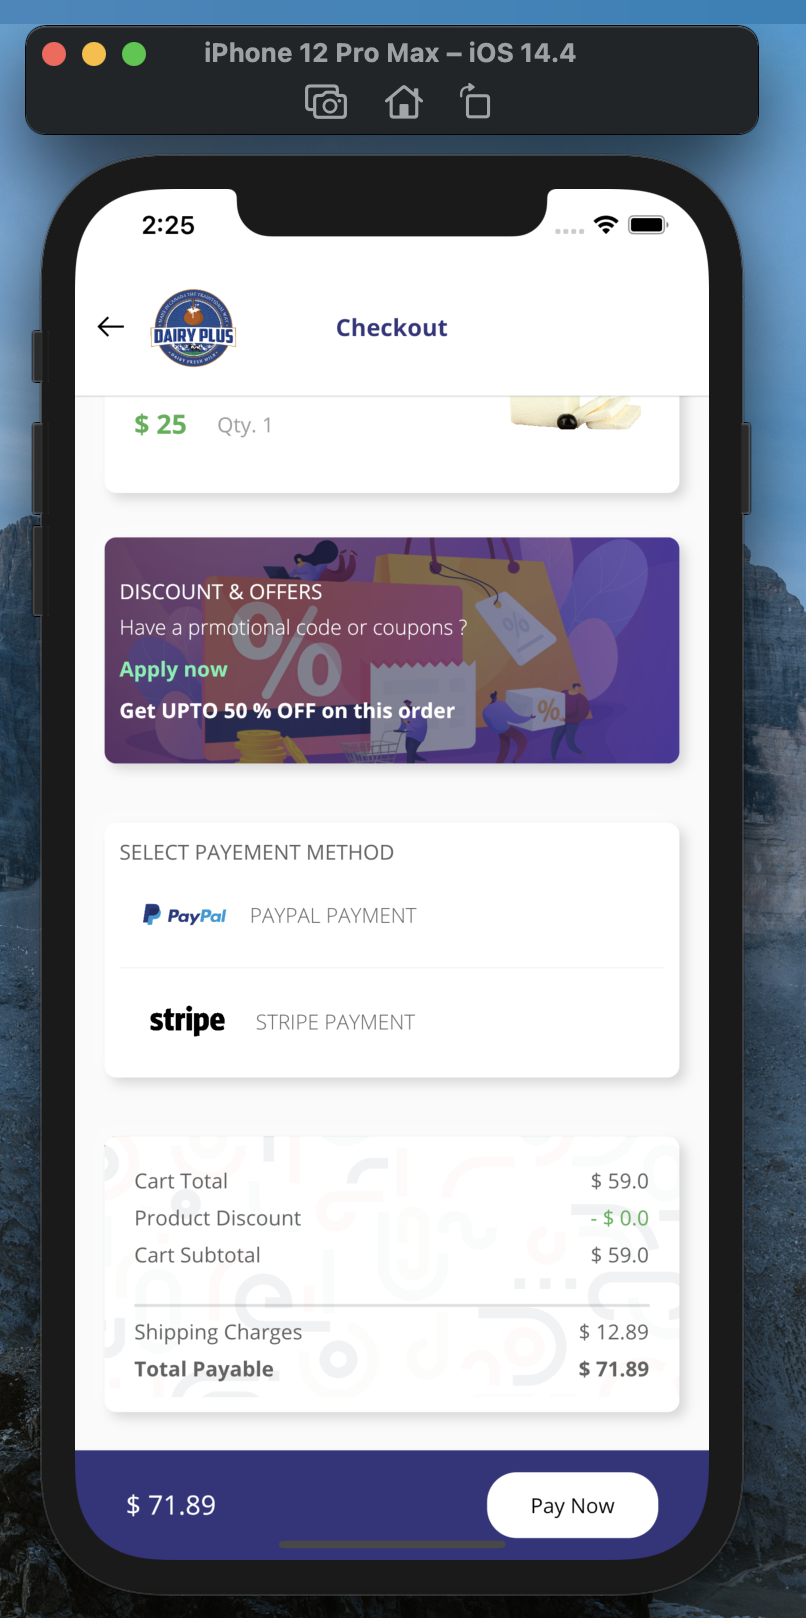 iPhone 12 Pro Max – iOS 14.4
2:25
DAIRY PLUS
DAIRY FRESH MILK
Checkout
$ 25 Qty. 1
DISCOUNT & OFFERS
Have a prmotional code or coupons ?
Apply now
Get UPTO 50 % OFF on this order
SELECT PAYEMENT METHOD
PayPal PAYPAL PAYMENT
stripe STRIPE PAYMENT
Cart Total $ 59.0
Product Discount - $ 0.0
Cart Subtotal $ 59.0
Shipping Charges $ 12.89
Total Payable $ 71.89
$ 71.89 Pay Now